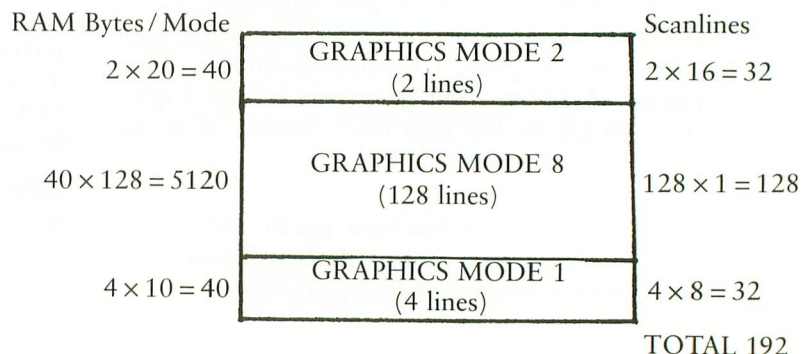 RAM Bytes / Mode
Scanlines
GRAPHICS MODE 2
2 × 20 = 40
(2 lines)
2 × 16 = 32
GRAPHICS MODE 8
40 × 128 = 5120
(128 lines)
128 × 1 = 128
GRAPHICS MODE 1
4 × 10 = 40
(4 lines)
4 × 8 = 32
TOTAL 192